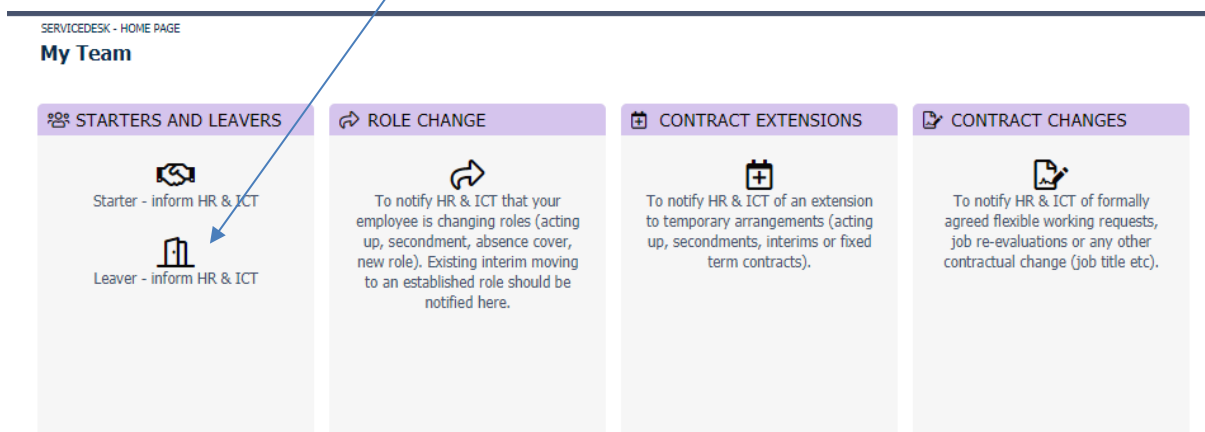 SERVICEDESK - HOME PAGE
My Team
STARTERS AND LEAVERS
Starter - inform HR & ICT
Leaver - inform HR & ICT
ROLE CHANGE
To notify HR & ICT that your
employee is changing roles (acting
up, secondment, absence cover,
new role). Existing interim moving
to an established role should be
notified here.
CONTRACT EXTENSIONS
To notify HR & ICT of an extension
to temporary arrangements (acting
up, secondments, interims or fixed
term contracts).
CONTRACT CHANGES
To notify HR & ICT of formally
agreed flexible working requests,
job re-evaluations or any other
contractual change (job title etc).